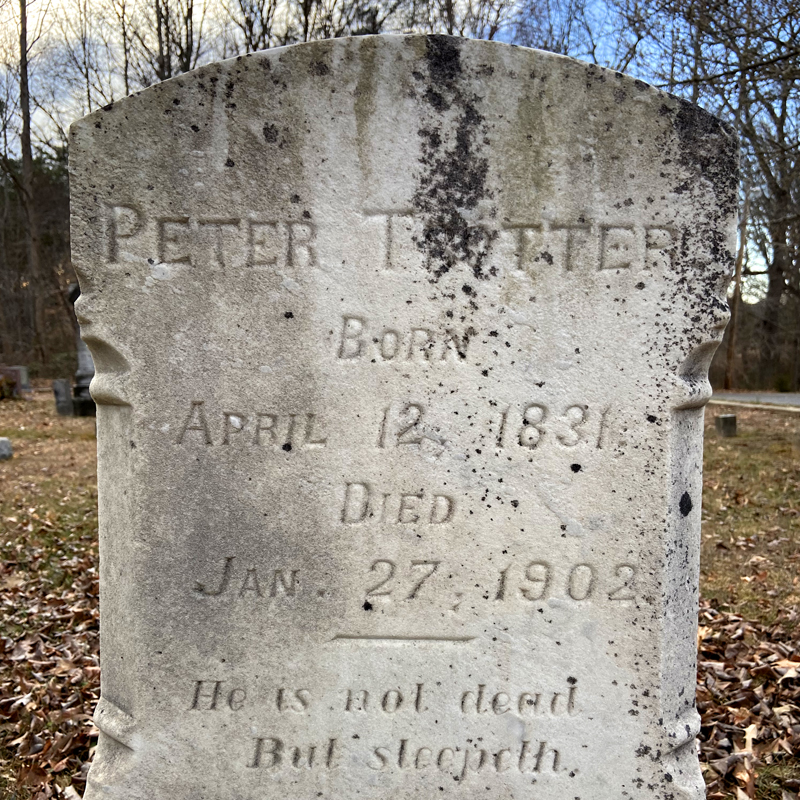 PETER
BORN
APRIL 12, 1831.
DIED
JAN. 27, 1902
He is not dead
But sleepeth.